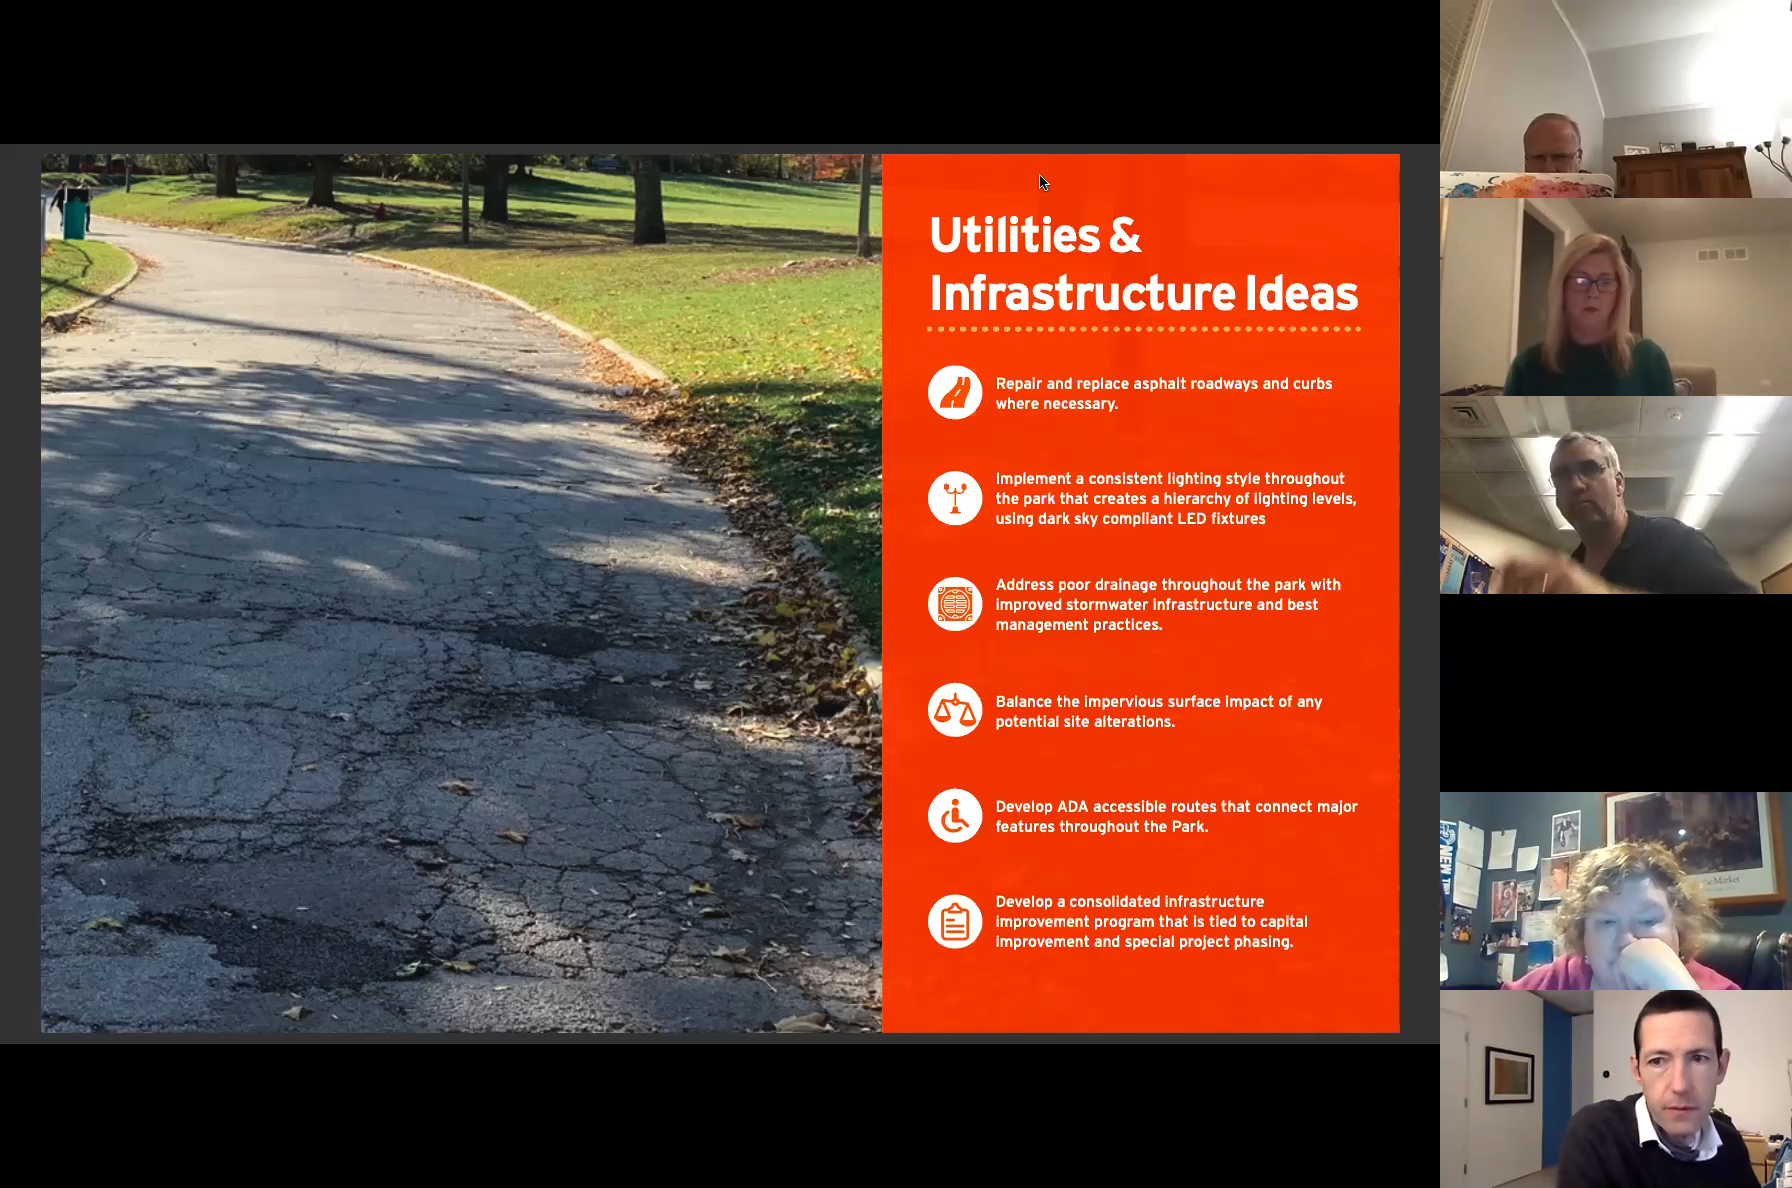 Utilities &
Infrastructure Ideas
Repair and replace asphalt roadways and curbs
where necessary.
Implement a consistent lighting style throughout
the park that creates a hierarchy of lighting levels,
using dark sky compliant LED fixtures
Address poor drainage throughout the park with
improved stormwater infrastructure and best
management practices.
Balance the impervious surface impact of any
potential site alterations.
Develop ADA accessible routes that connect major
features throughout the Park.
Develop a consolidated infrastructure
improvement program that is tied to capital
improvement and special project phasing.
NEW
Market